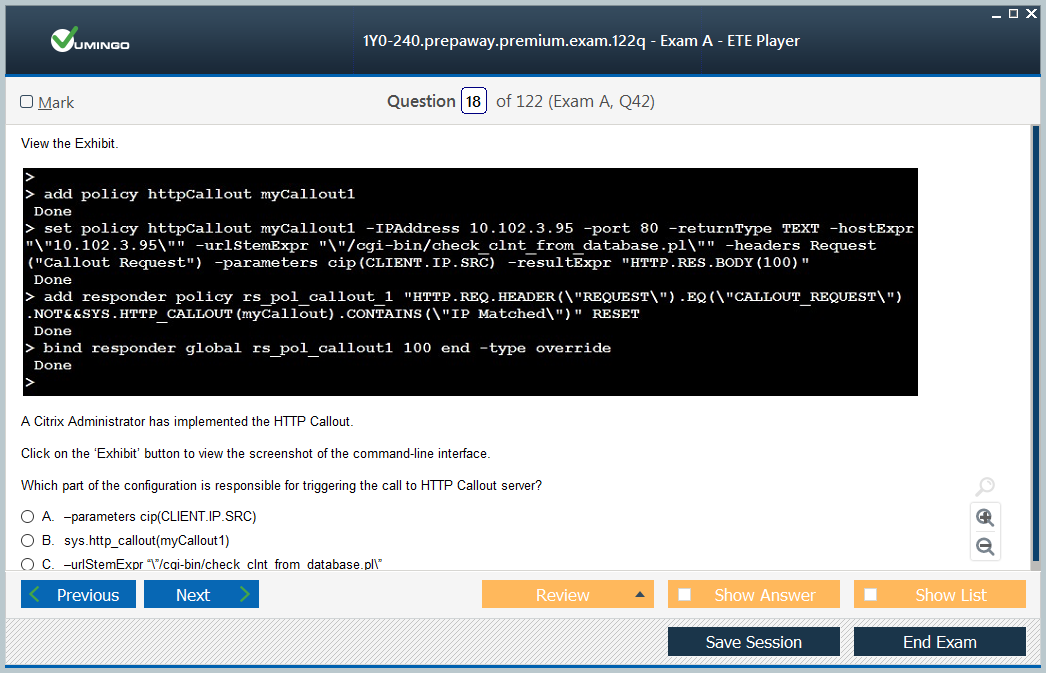 VUMINGO
1Y0-240.prepaway.premium.exam.122q - Exam A - ETE Player
Mark
Question 18 of 122 (Exam A, Q42)
View the Exhibit.
>
> add policy httpCallout myCallout1
Done
> set policy httpCallout myCallout1 -IPAddress 10.102.3.95 -port 80 -returnType TEXT -hostExpr
"\"10.102.3.95\"" -urlStemExpr "\"/cgi-bin/check_clnt_from_database.pl\"" -headers Request
("Callout Request") -parameters cip(CLIENT.IP.SRC) -resultExpr "HTTP.RES.BODY(100)"
Done
> add responder policy rs_pol_callout_1 "HTTP.REQ.HEADER(\"REQUEST\").EQ(\"CALLOUT_REQUEST\")
.NOT&&SYS.HTTP_CALLOUT(myCallout).CONTAINS(\"IP Matched\")" RESET
Done
> bind responder global rs_pol_callout1 100 end -type override
Done
>
A Citrix Administrator has implemented the HTTP Callout.
Click on the ‘Exhibit’ button to view the screenshot of the command-line interface.
Which part of the configuration is responsible for triggering the call to HTTP Callout server?
A. –parameters cip(CLIENT.IP.SRC)
B. sys.http_callout(myCallout1)
C. –urlStemExpr “\”/cgi-bin/check_clnt_from_database.pl\”
Previous
Next
Review
Show Answer
Show List
Save Session
End Exam